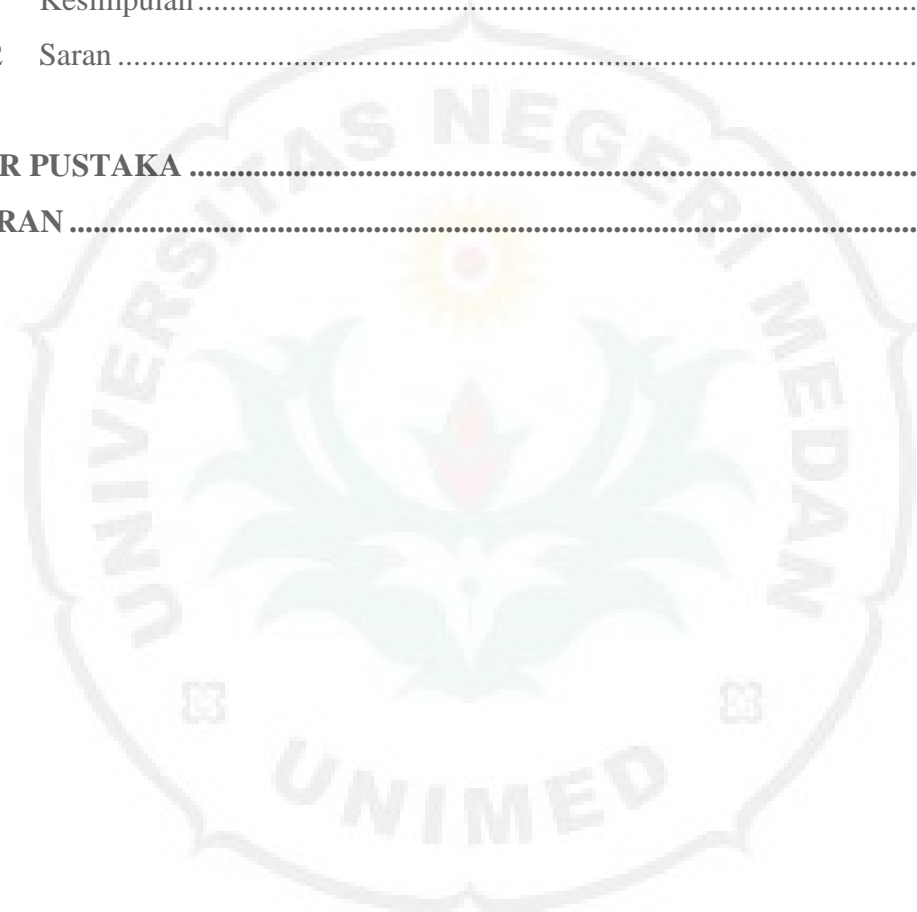 Kesimpulan ........................................................................................
2 Saran ........................................................................................
R PUSTAKA ........................................................................................
RAN ........................................................................................
UNIVERSITAS NEGERI MEDAN
UNIMED